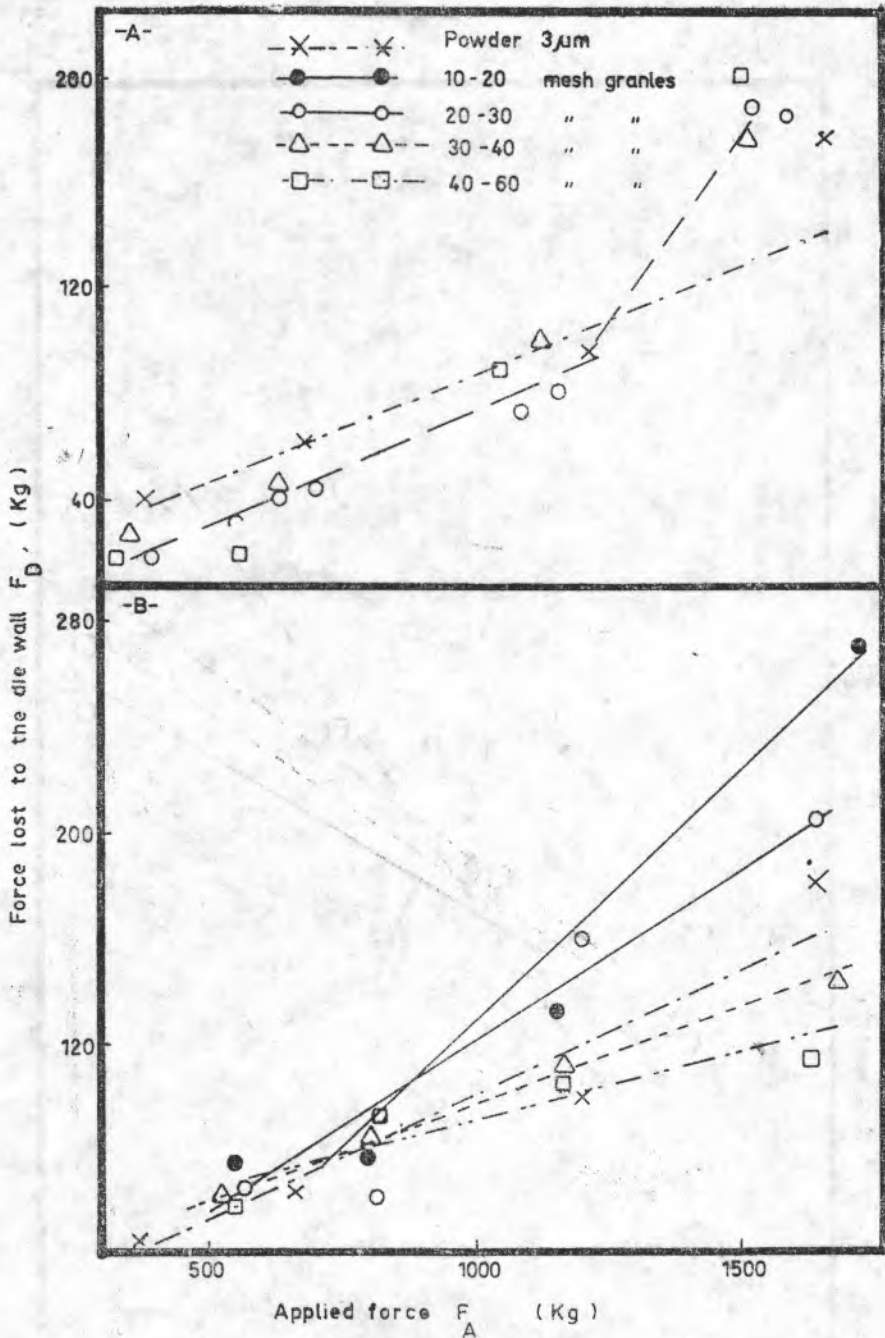 -A-
Powder 3µm
10-20 mesh granles
20-30 " "
30-40 " "
40-60 " "
200
120
40
-B-
280
200
120
500 1000 1500
Force lost to the die wall F_D, (Kg)
Applied force F_A (Kg)